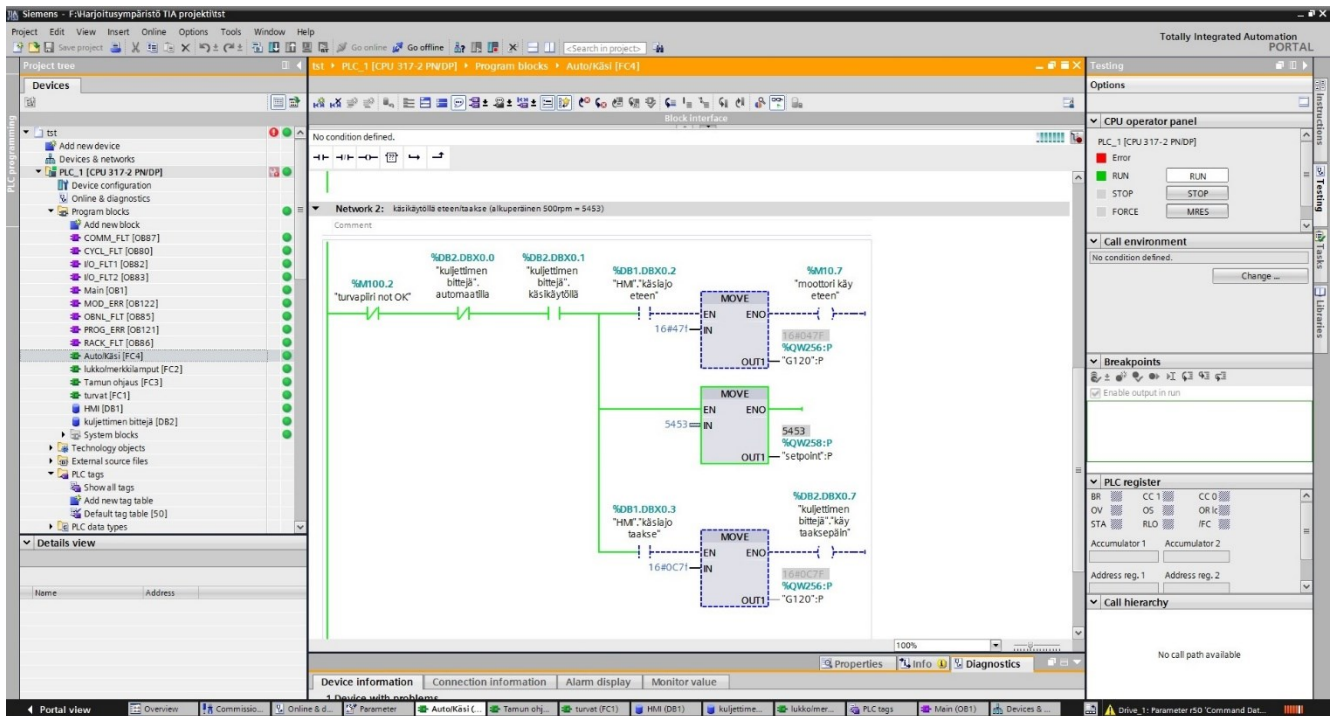 Siemens - F:\Harjoitusympäristö TIA projekti\tst
Project Edit View Insert Online Options Tools Window Help
Save project Go online Go offline <Search in project>
Totally Integrated Automation
PORTAL
Project tree
tst PLC_1 [CPU 317-2 PN/DP] Program blocks Auto/Käsi [FC4]
Testing
Devices
Options
PLC programming
Block interface
CPU operator panel
PLC_1 [CPU 317-2 PN/DP]
Error
RUN RUN
STOP STOP
FORCE MRES
Call environment
No condition defined.
Change ...
Breakpoints
Enable output in run
PLC register
BR CC 1 CC 0
OV OS OR
STA RLO /FC
Accumulator 1 Accumulator 2
Address reg. 1 Address reg. 2
Call hierarchy
No call path available
Instructions
Testing
Tasks
Libraries
tst
Add new device
Devices & networks
PLC_1 [CPU 317-2 PN/DP]
Device configuration
Online & diagnostics
Program blocks
Add new block
COMM_FLT [OB87]
CYCL_FLT [OB80]
I/O_FLT1 [OB82]
I/O_FLT2 [OB83]
Main [OB1]
MOD_ERR [OB122]
OBNL_FLT [OB85]
PROG_ERR [OB121]
RACK_FLT [OB86]
Auto/Käsi [FC4]
lukko/merkkilamput [FC2]
Tamun ohjaus [FC3]
turvat [FC1]
HMI [DB1]
kuljettimen bittejä [DB2]
System blocks
Technology objects
External source files
PLC tags
Show all tags
Add new tag table
Default tag table [50]
PLC data types
Details view
Name Address
No condition defined.
Network 2: käsikäytöllä eteen/taakse (alkuperäinen 500rpm = 5453)
Comment
%M100.2
"turvapiiri not OK"
%DB2.DBX0.0
"kuljettimen
bittejä".
automaatilla
%DB2.DBX0.1
"kuljettimen
bittejä".
käsikäytöllä
%DB1.DBX0.2
"HMI"."käsiajo
eteen"
MOVE
EN ENO
16#47f IN
OUT1
16#047F
%QW256:P
"G120":P
%M10.7
"moottori käy
eteen"
MOVE
EN ENO
5453 IN
OUT1
5453
%QW258:P
"setpoint":P
%DB1.DBX0.3
"HMI"."käsiajo
taakse"
MOVE
EN ENO
16#0C7f IN
OUT1
16#0C7F
%QW256:P
"G120":P
%DB2.DBX0.7
"kuljettimen
bittejä"."käy
taaksepäin"
100%
Properties Info Diagnostics
Device information Connection information Alarm display Monitor value
1 Device with problems
Portal view Overview Commissio... Online & d... Parameter Auto/Käsi (... Tamun ohj... turvat (FC1) HMI (DB1) kuljettime... lukko/mer... PLC tags Main (OB1) Devices & ... Drive_1: Parameter r50 'Command Dat...